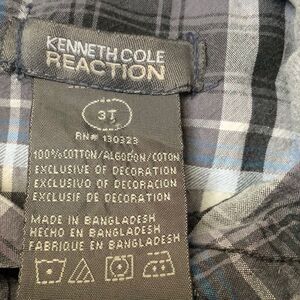 KENNETH COLE
REACTION
3T
RN# 130323
100%COTTON/ALGODON/COTON
EXCLUSIVE OF DECORATION
EXCLUSIVO OF DECORACION
EXCLUSIF DE DECORATION
MADE IN BANGLADESH
HECHO EN BANGLADESH
FABRIQUE EN BANGLADESH